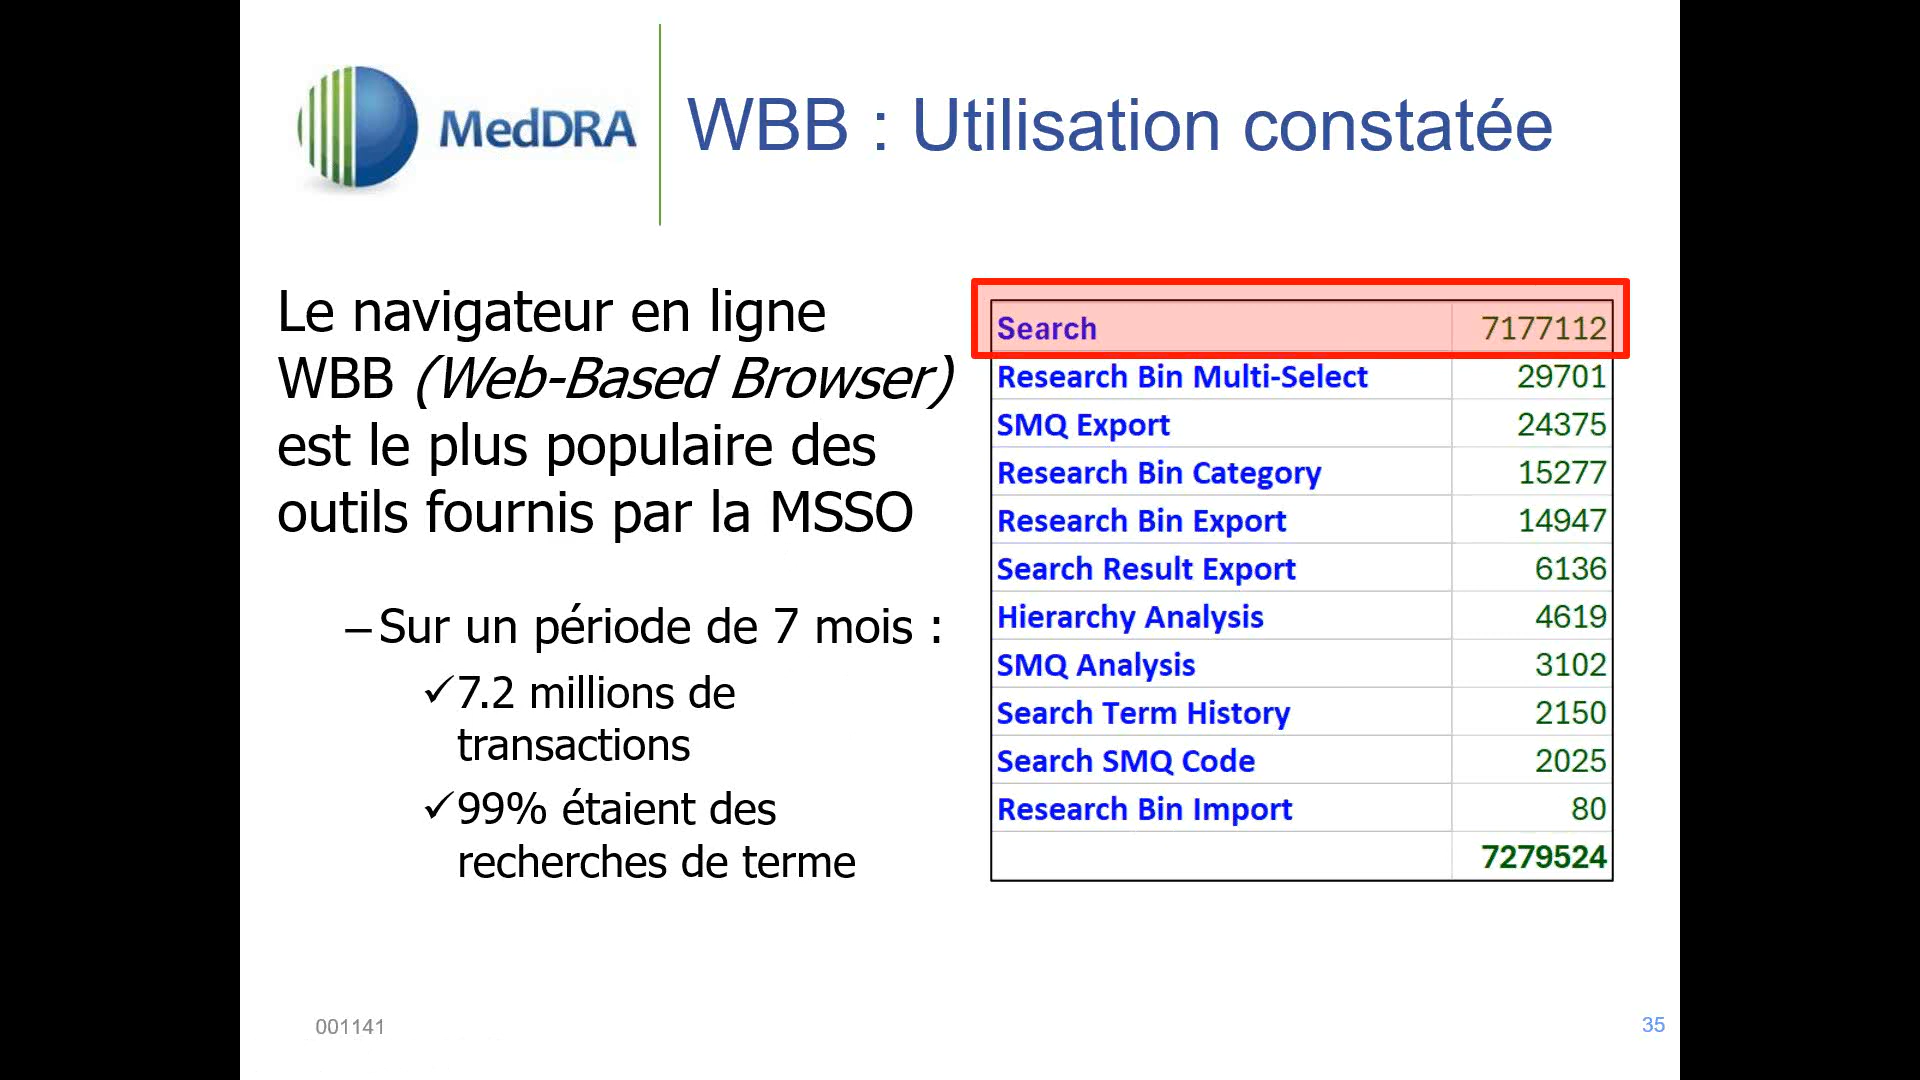 MedDRA
WBB : Utilisation constatée
Le navigateur en ligne
WBB (Web-Based Browser)
est le plus populaire des
outils fournis par la MSSO
– Sur un période de 7 mois :
✓7.2 millions de
transactions
✓99% étaient des
recherches de terme
Search 7177112
Research Bin Multi-Select 29701
SMQ Export 24375
Research Bin Category 15277
Research Bin Export 14947
Search Result Export 6136
Hierarchy Analysis 4619
SMQ Analysis 3102
Search Term History 2150
Search SMQ Code 2025
Research Bin Import 80
7279524
001141
35